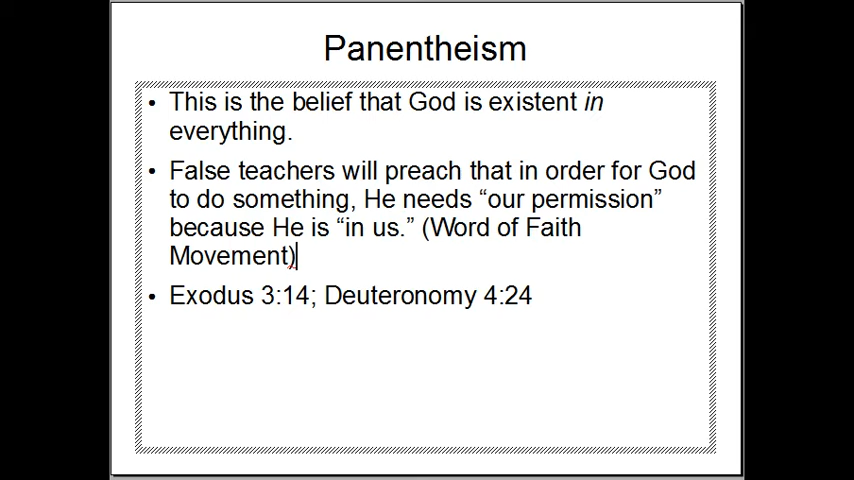 Panentheism
• This is the belief that God is existent in
everything.
• False teachers will preach that in order for God
to do something, He needs “our permission”
because He is “in us.” (Word of Faith
Movement)
• Exodus 3:14; Deuteronomy 4:24